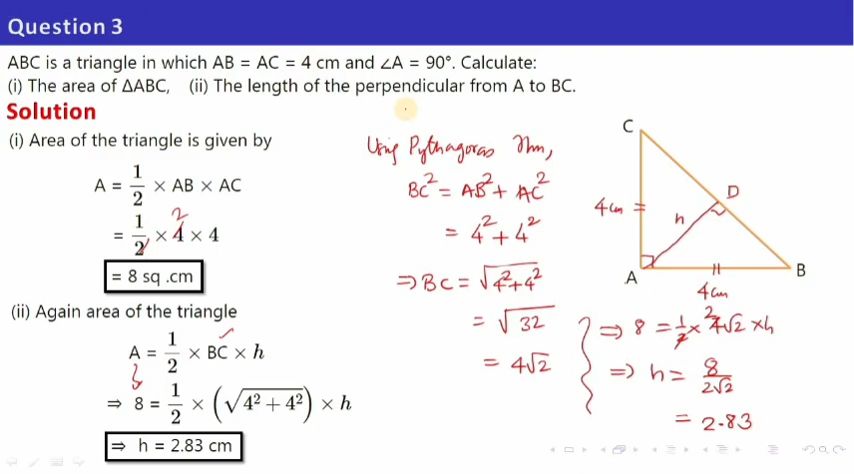 Question 3
ABC is a triangle in which AB = AC = 4 cm and ∠A = 90°. Calculate:
(i) The area of ΔABC, (ii) The length of the perpendicular from A to BC.
Solution
(i) Area of the triangle is given by
A = 1/2 × AB × AC
= 1/2 × 4 × 4
2
= 8 sq .cm
(ii) Again area of the triangle
A = 1/2 × BC × h
⇒ 8 = 1/2 × (√4² + 4²) × h
⇒ h = 2.83 cm
Using Pythagoras Thm,
BC² = AB² + AC²
= 4² + 4²
⇒ BC = √4²+4²
= √32
= 4√2
C
D
4cm
h
A
B
4cm
⇒ 8 = 1/2 × 4√2 × h
2
⇒ h = 8/2√2
= 2.83